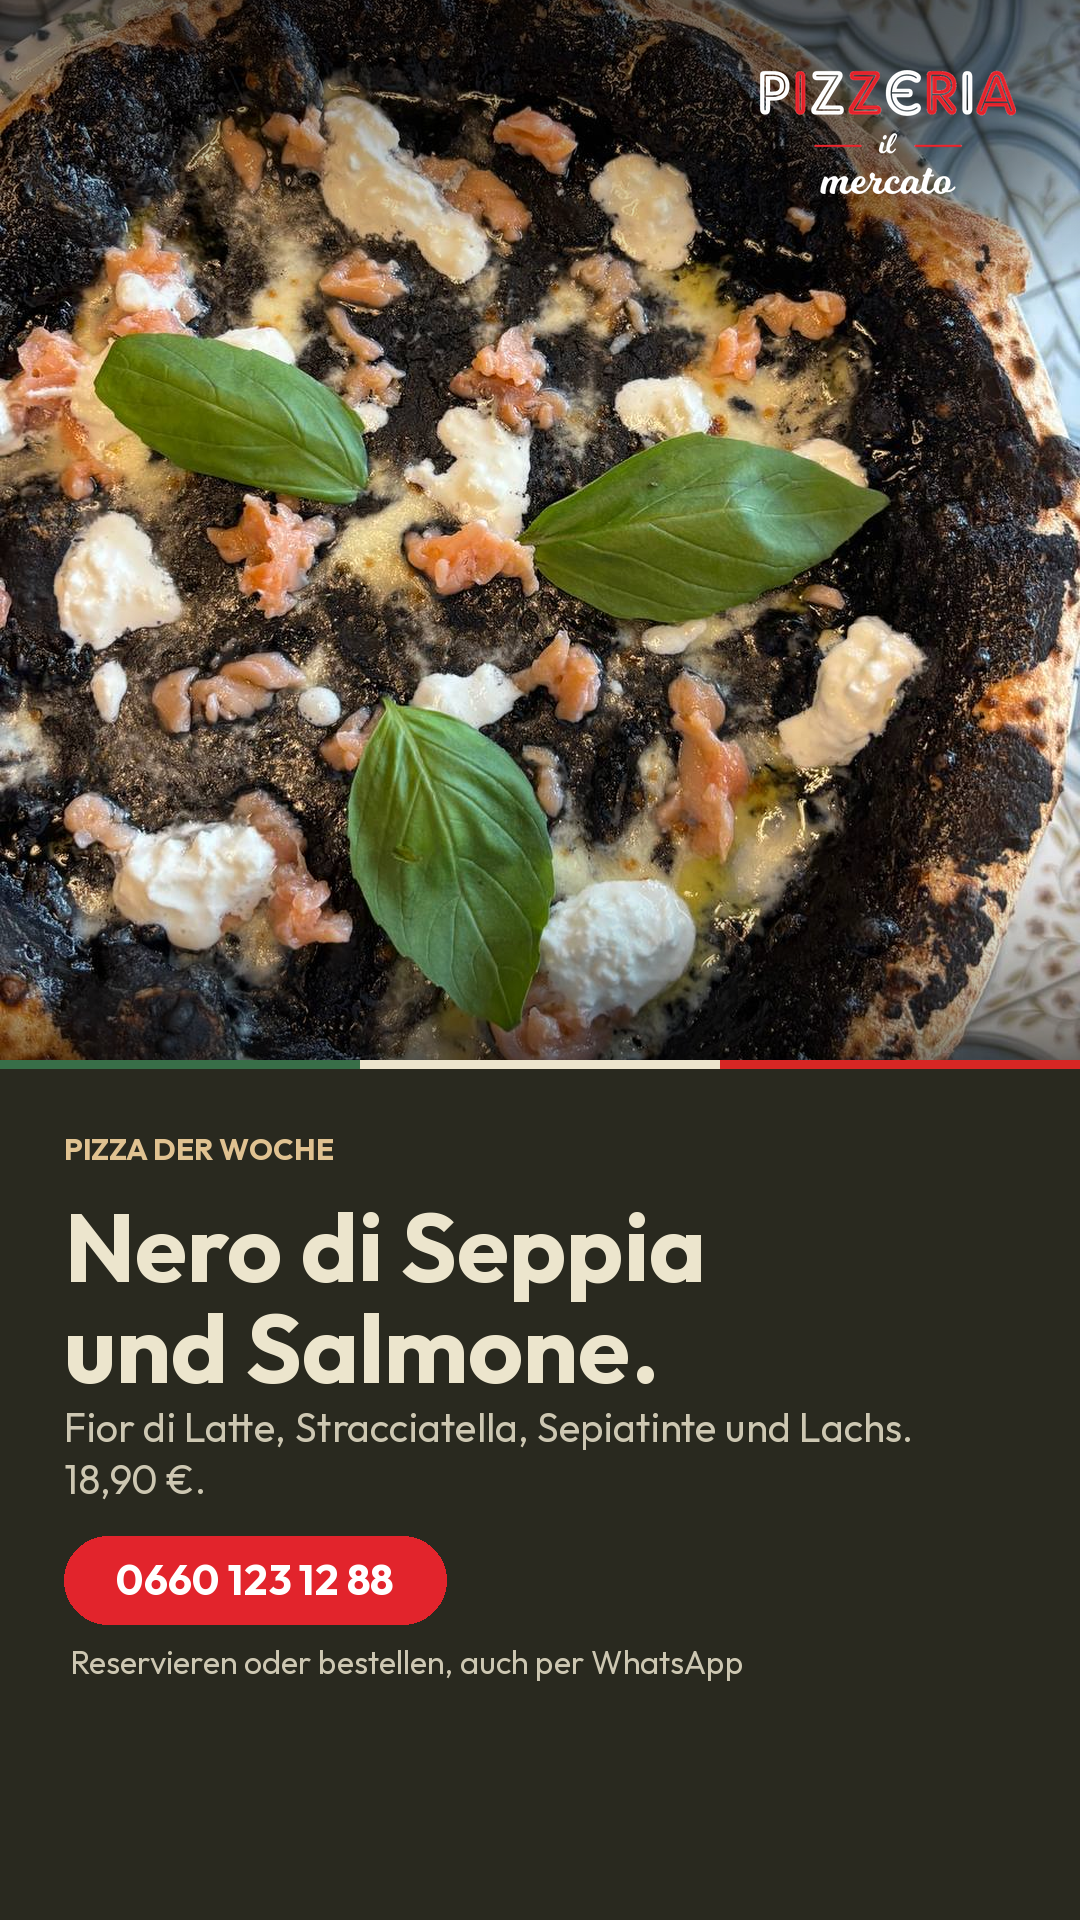 PIZZERIA
il
mercato
PIZZA DER WOCHE
Nero di Seppia
und Salmone.
Fior di Latte, Stracciatella, Sepiatinte und Lachs.
18,90 €.
0660 123 12 88
Reservieren oder bestellen, auch per WhatsApp